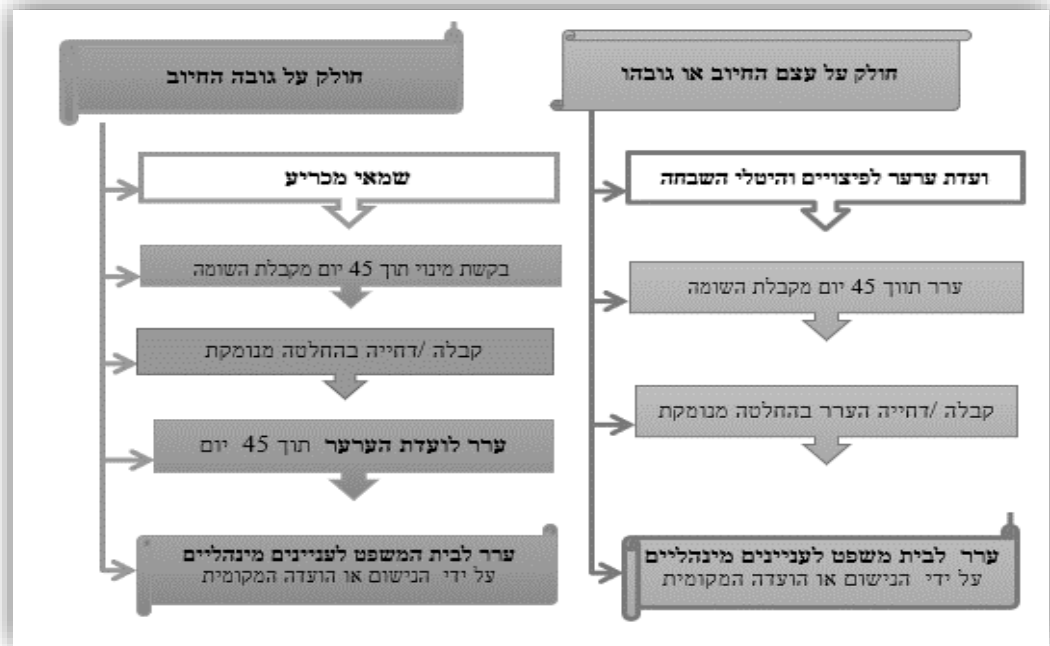 חולק על עצם החיוב או גובהו
ועדת ערער לפיצויים והיטלי השבחה
ערר תווך 45 יום מקבלת השומה
קבלה /דחייה הערר בהחלטה מנומקת
ערר לבית משפט לעניינים מינהליים
על ידי הנישום או הועדה המקומית
חולק על גובה החיוב
שמאי מכריע
בקשת מינוי תוך 45 יום מקבלת השומה
קבלה /דחייה בהחלטה מנומקת
ערר לועדת הערער תוך 45 יום
ערר לבית המשפט לעניינים מינהליים
על ידי הנישום או הועדה המקומית